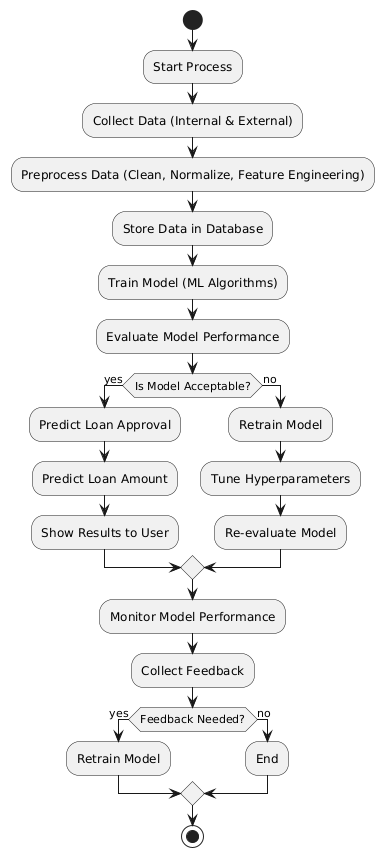 Start Process
Collect Data (Internal & External)
Preprocess Data (Clean, Normalize, Feature Engineering)
Store Data in Database
Train Model (ML Algorithms)
Evaluate Model Performance
yes
Is Model Acceptable?
no
Predict Loan Approval
Retrain Model
Predict Loan Amount
Tune Hyperparameters
Show Results to User
Re-evaluate Model
Monitor Model Performance
Collect Feedback
yes
Feedback Needed?
no
Retrain Model
End